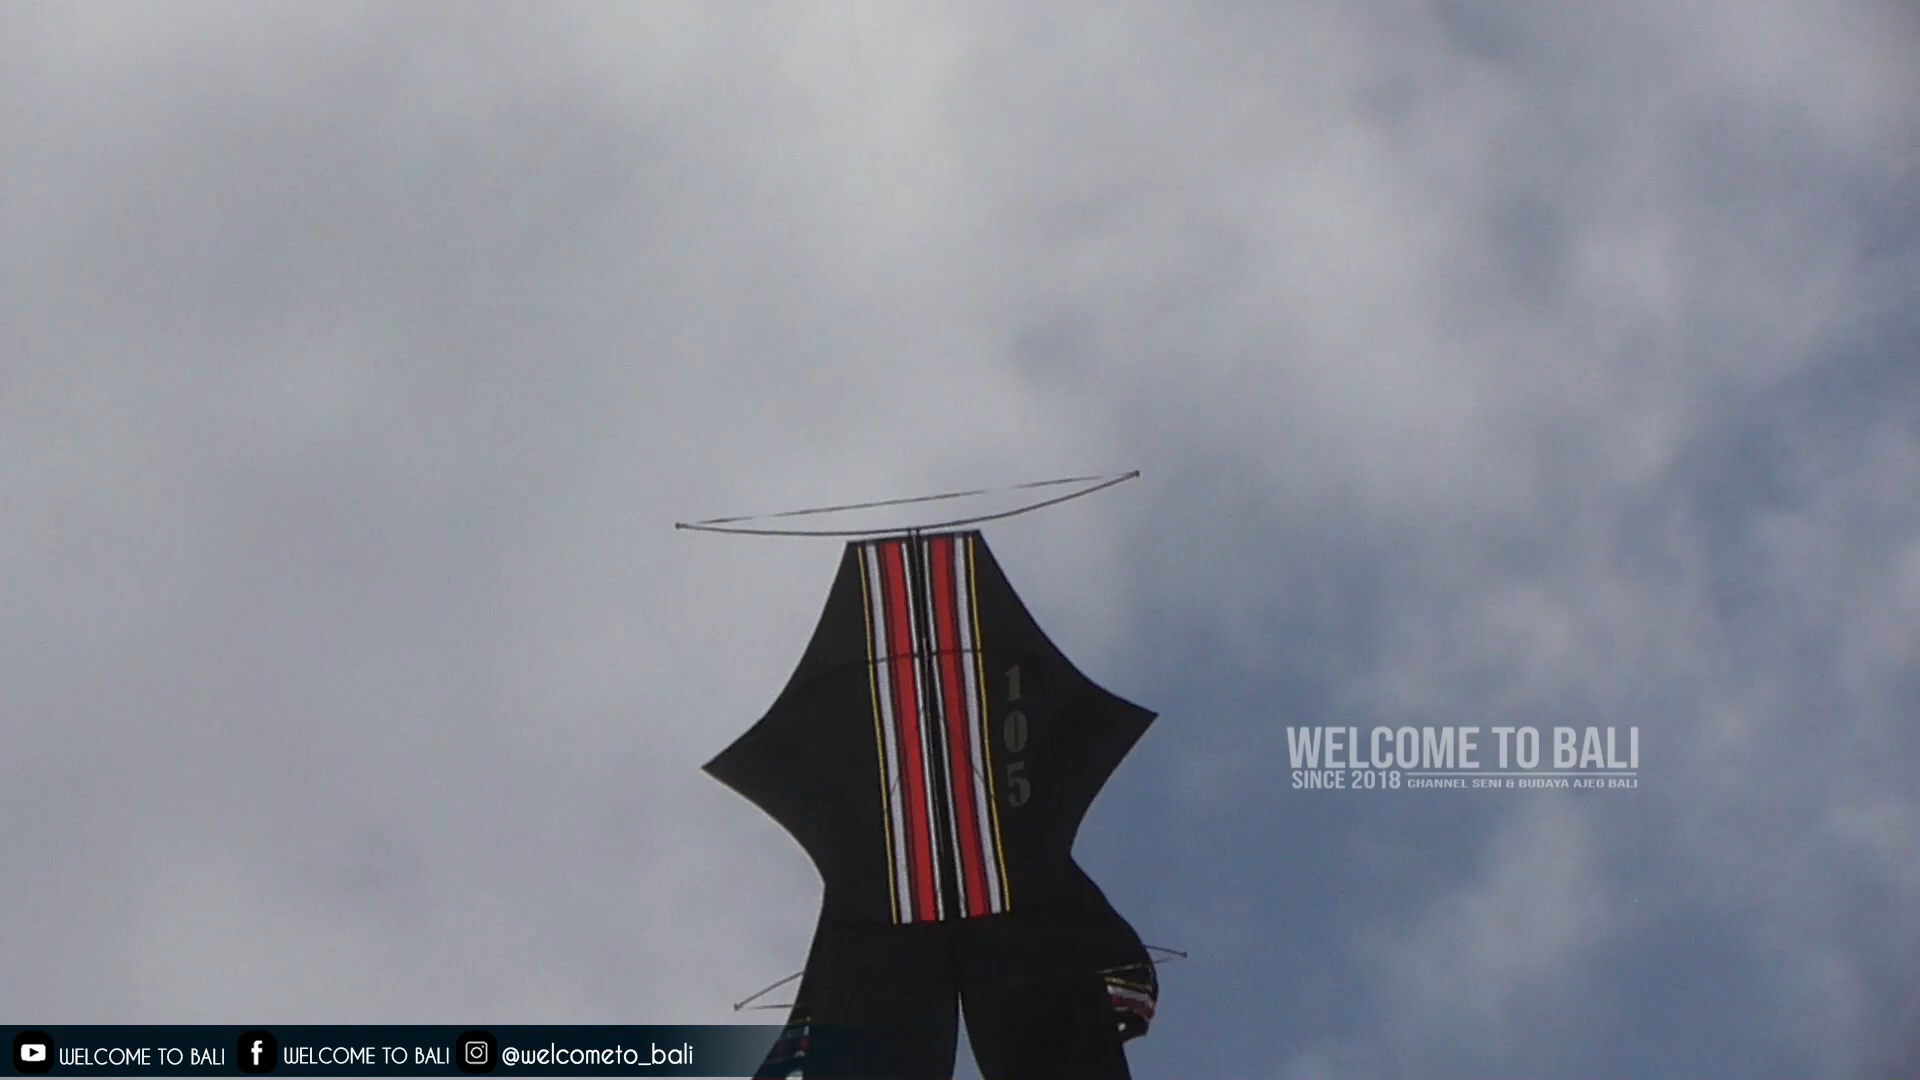 105
WELCOME TO BALI
SINCE 2018 CHANNEL SENI & BUDAYA AJEG BALI
WELCOME TO BALI WELCOME TO BALI @welcometo_bali